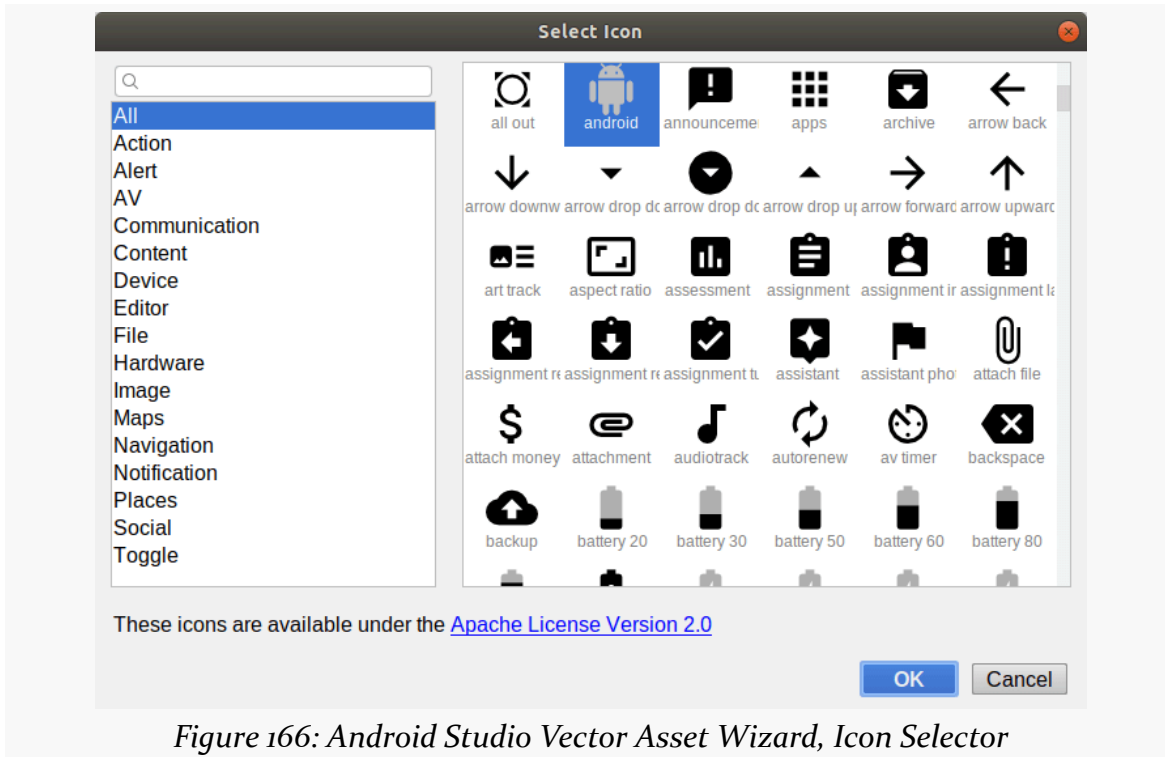 Select Icon
All
Action
Alert
AV
Communication
Content
Device
Editor
File
Hardware
Image
Maps
Navigation
Notification
Places
Social
Toggle
all out android announceme apps archive arrow back
arrow downw arrow drop do arrow drop do arrow drop up arrow forward arrow upward
art track aspect ratio assessment assignment assignment in assignment la
assignment re assignment re assignment tu assistant assistant pho attach file
attach money attachment audiotrack autorenew av timer backspace
backup battery 20 battery 30 battery 50 battery 60 battery 80
These icons are available under the Apache License Version 2.0
OK Cancel
Figure 166: Android Studio Vector Asset Wizard, Icon Selector